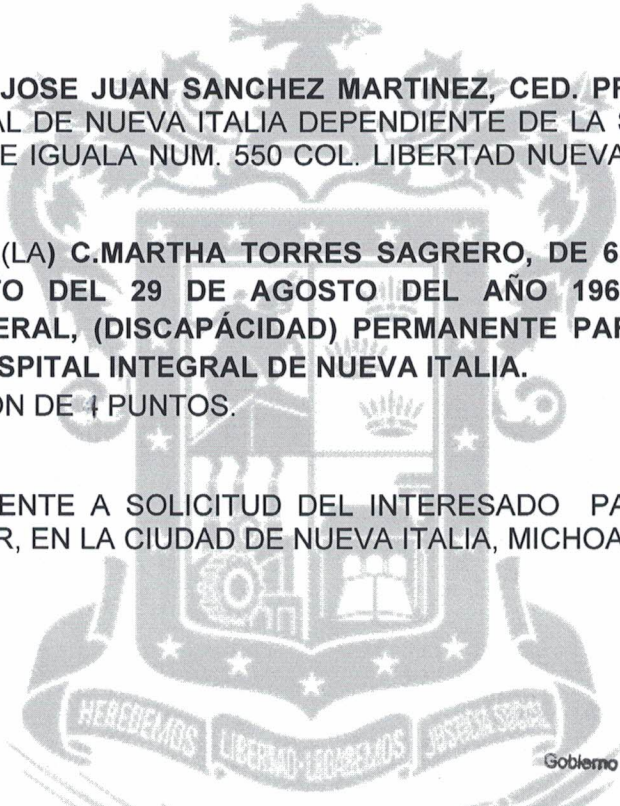 JOSE JUAN SANCHEZ MARTINEZ, CED. PR
AL DE NUEVA ITALIA DEPENDIENTE DE LA S
E IGUALA NUM. 550 COL. LIBERTAD NUEVA
(LA) C.MARTHA TORRES SAGRERO, DE 6
TO DEL 29 DE AGOSTO DEL AÑO 196
ERAL, (DISCAPÁCIDAD) PERMANENTE PAR
SPITAL INTEGRAL DE NUEVA ITALIA.
ÓN DE PUNTOS.
ENTE A SOLICITUD DEL INTERESADO PA
R, EN LA CIUDAD DE NUEVA ITALIA, MICHOA
HEREDEMOS LIBERTAD·LEGAREMOS JUSTICIA SOCIAL
Gobierno